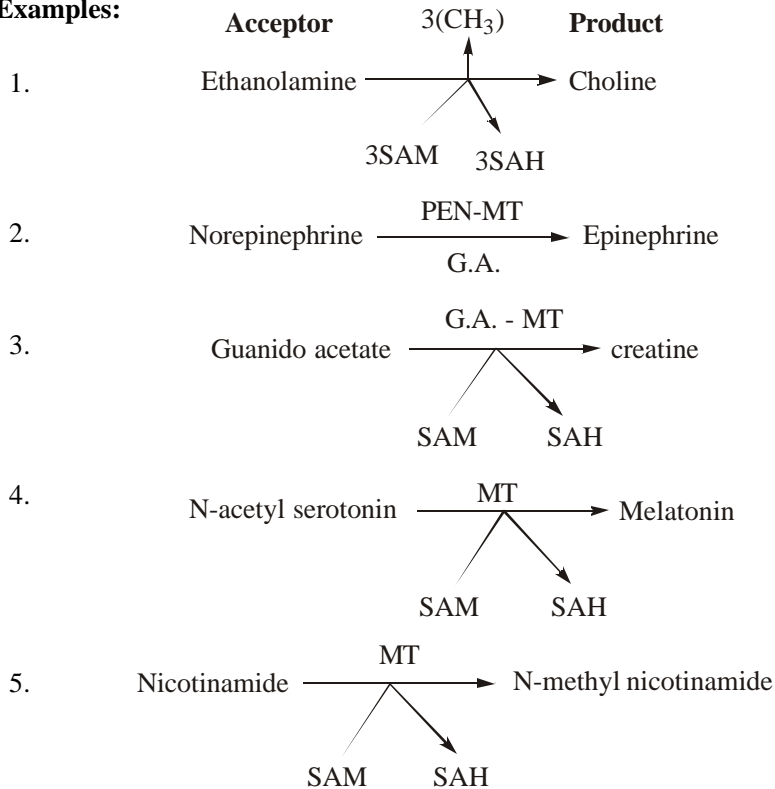 Examples:
Acceptor 3(CH₃) Product
1. Ethanolamine Choline
3SAM 3SAH
PEN-MT
2. Norepinephrine Epinephrine
G.A.
G.A. - MT
3. Guanido acetate creatine
SAM SAH
MT
4. N-acetyl serotonin Melatonin
SAM SAH
MT
5. Nicotinamide N-methyl nicotinamide
SAM SAH